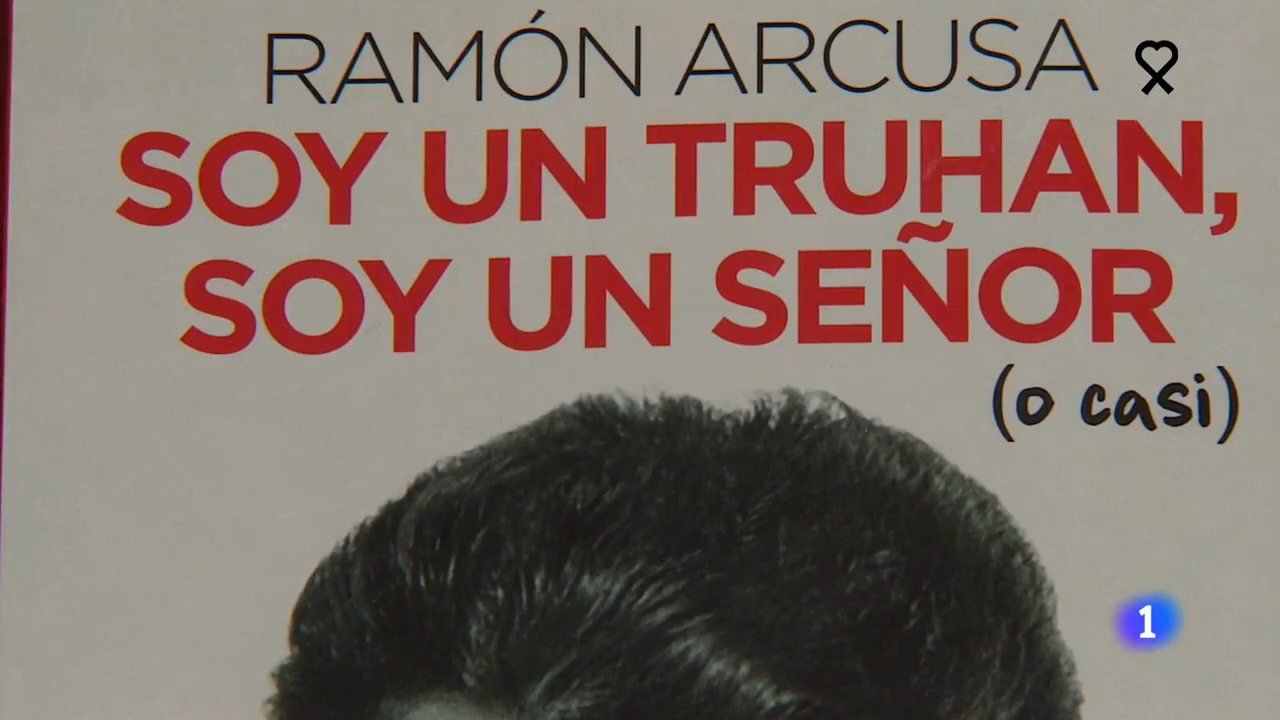 RAMÓN ARCUSA
SOY UN TRUHAN,
SOY UN SEÑOR
(o casi)
1